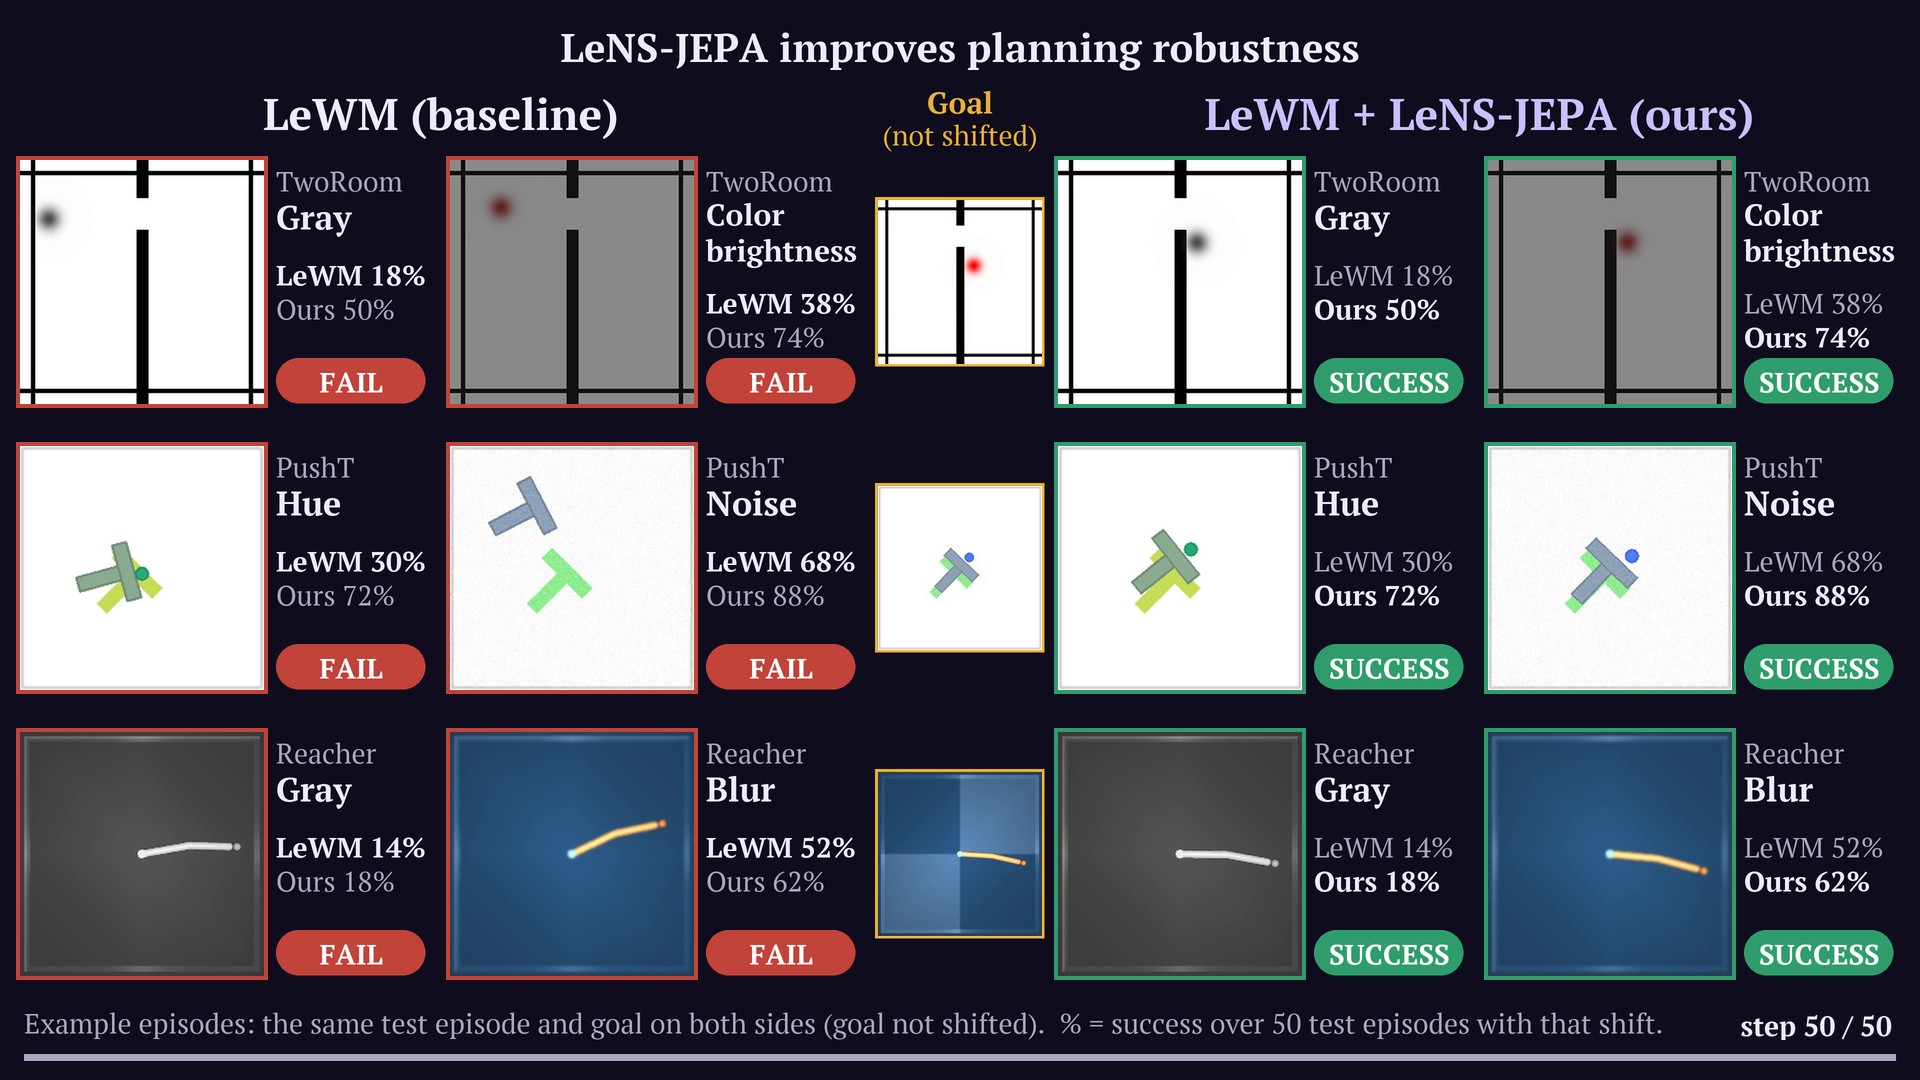 LeNS-JEPA improves planning robustness
LeWM (baseline)
Goal
(not shifted)
LeWM + LeNS-JEPA (ours)
TwoRoom
Gray
LeWM 18%
Ours 50%
FAIL
TwoRoom
Color
brightness
LeWM 38%
Ours 74%
FAIL
TwoRoom
Gray
LeWM 18%
Ours 50%
SUCCESS
TwoRoom
Color
brightness
LeWM 38%
Ours 74%
SUCCESS
PushT
Hue
LeWM 30%
Ours 72%
FAIL
PushT
Noise
LeWM 68%
Ours 88%
FAIL
PushT
Hue
LeWM 30%
Ours 72%
SUCCESS
PushT
Noise
LeWM 68%
Ours 88%
SUCCESS
Reacher
Gray
LeWM 14%
Ours 18%
FAIL
Reacher
Blur
LeWM 52%
Ours 62%
FAIL
Reacher
Gray
LeWM 14%
Ours 18%
SUCCESS
Reacher
Blur
LeWM 52%
Ours 62%
SUCCESS
Example episodes: the same test episode and goal on both sides (goal not shifted). % = success over 50 test episodes with that shift.
step 50 / 50